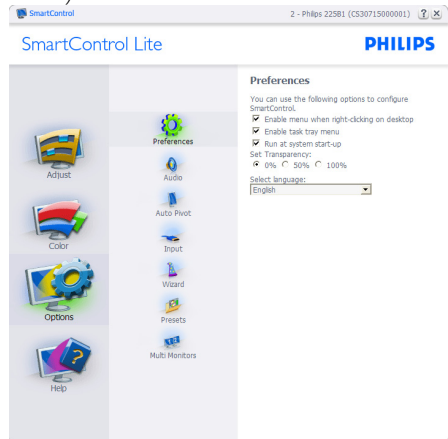 SmartControl
2 - Philips 225B1 (CS30715000001)
SmartControl Lite
PHILIPS
Adjust
Color
Options
Help
Preferences
Audio
Auto Pivot
Input
Wizard
Presets
Multi Monitors
Preferences
You can use the following options to configure
SmartControl.
Enable menu when right-clicking on desktop
Enable task tray menu
Run at system start-up
Set Transparency:
0% 50% 100%
Select language:
English